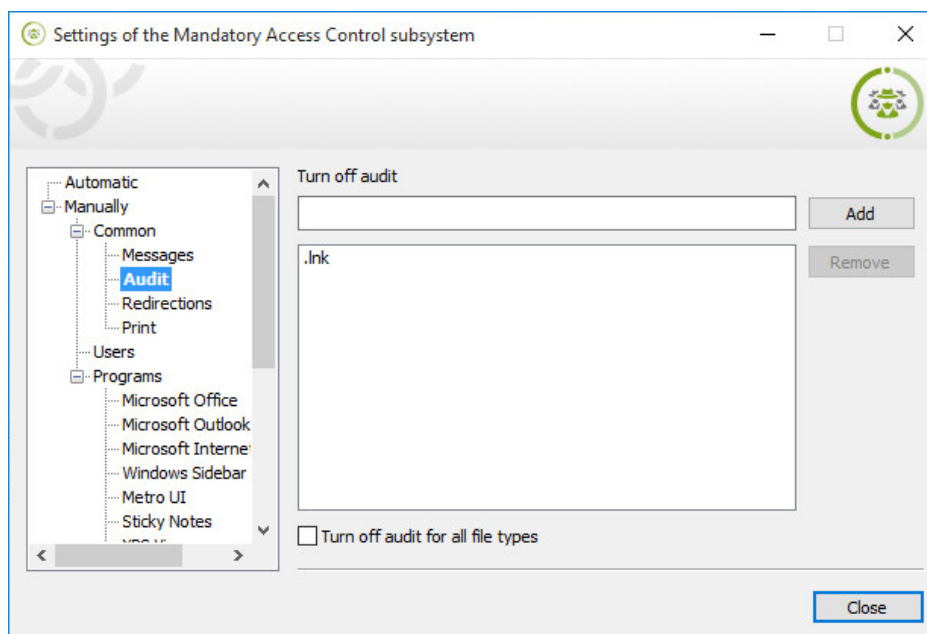 Settings of the Mandatory Access Control subsystem
Automatic
Manually
Common
Messages
Audit
Redirections
Print
Users
Programs
Microsoft Office
Microsoft Outlook
Microsoft Interne
Windows Sidebar
Metro UI
Sticky Notes
Turn off audit
Add
.lnk
Remove
Turn off audit for all file types
Close